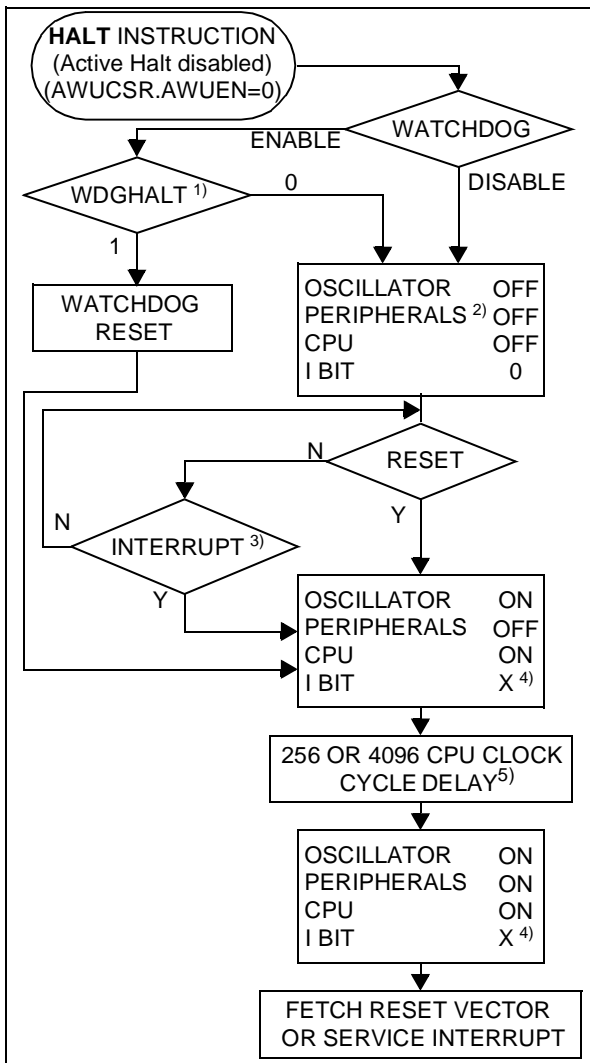 HALT INSTRUCTION
(Active Halt disabled)
(AWUCSR.AWUEN=0)
WATCHDOG
ENABLE
DISABLE
WDGHALT 1)
0
1
WATCHDOG
RESET
OSCILLATOR OFF
PERIPHERALS 2) OFF
CPU OFF
I BIT 0
RESET
N
Y
INTERRUPT 3)
N
Y
OSCILLATOR ON
PERIPHERALS OFF
CPU ON
I BIT X 4)
256 OR 4096 CPU CLOCK
CYCLE DELAY5)
OSCILLATOR ON
PERIPHERALS ON
CPU ON
I BIT X 4)
FETCH RESET VECTOR
OR SERVICE INTERRUPT